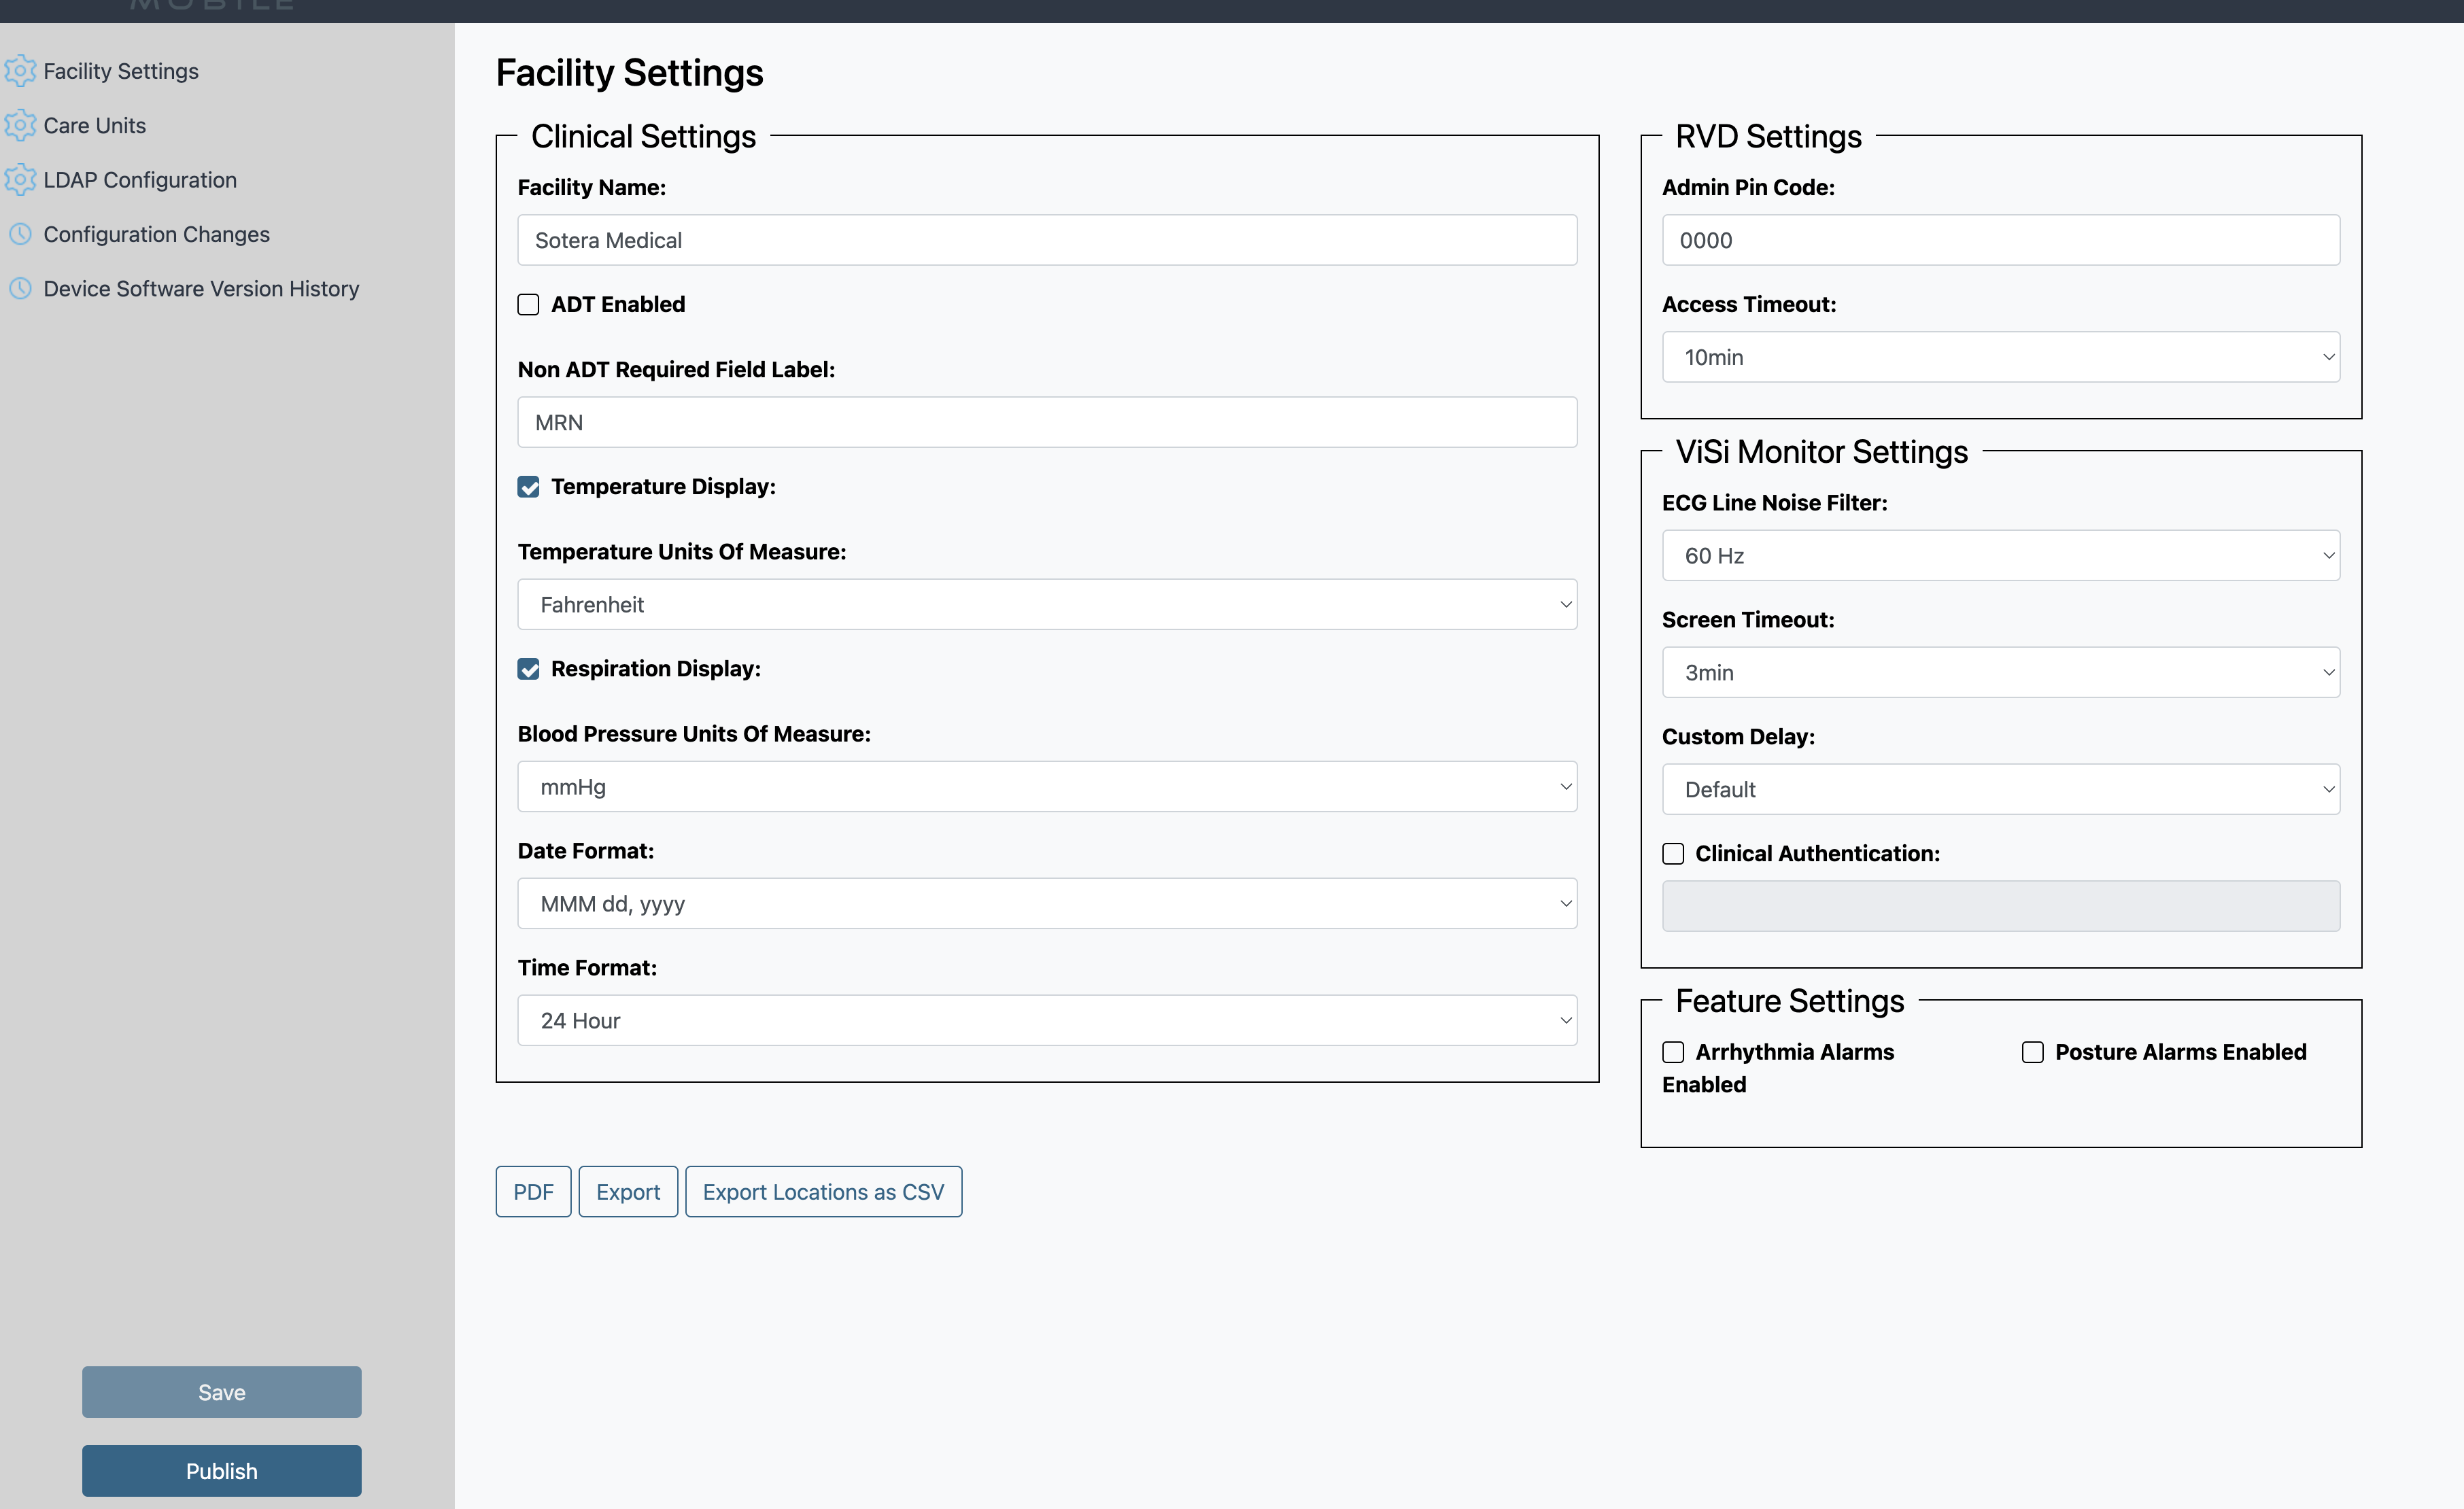 MOBILE
Facility Settings
Care Units
LDAP Configuration
Configuration Changes
Device Software Version History
Save
Publish
Facility Settings
Clinical Settings
Facility Name:
Sotera Medical
ADT Enabled
Non ADT Required Field Label:
MRN
Temperature Display:
Temperature Units Of Measure:
Fahrenheit
Respiration Display:
Blood Pressure Units Of Measure:
mmHg
Date Format:
MMM dd, yyyy
Time Format:
24 Hour
PDF
Export
Export Locations as CSV
RVD Settings
Admin Pin Code:
0000
Access Timeout:
10min
ViSi Monitor Settings
ECG Line Noise Filter:
60 Hz
Screen Timeout:
3min
Custom Delay:
Default
Clinical Authentication:
Feature Settings
Arrhythmia Alarms
Enabled
Posture Alarms Enabled